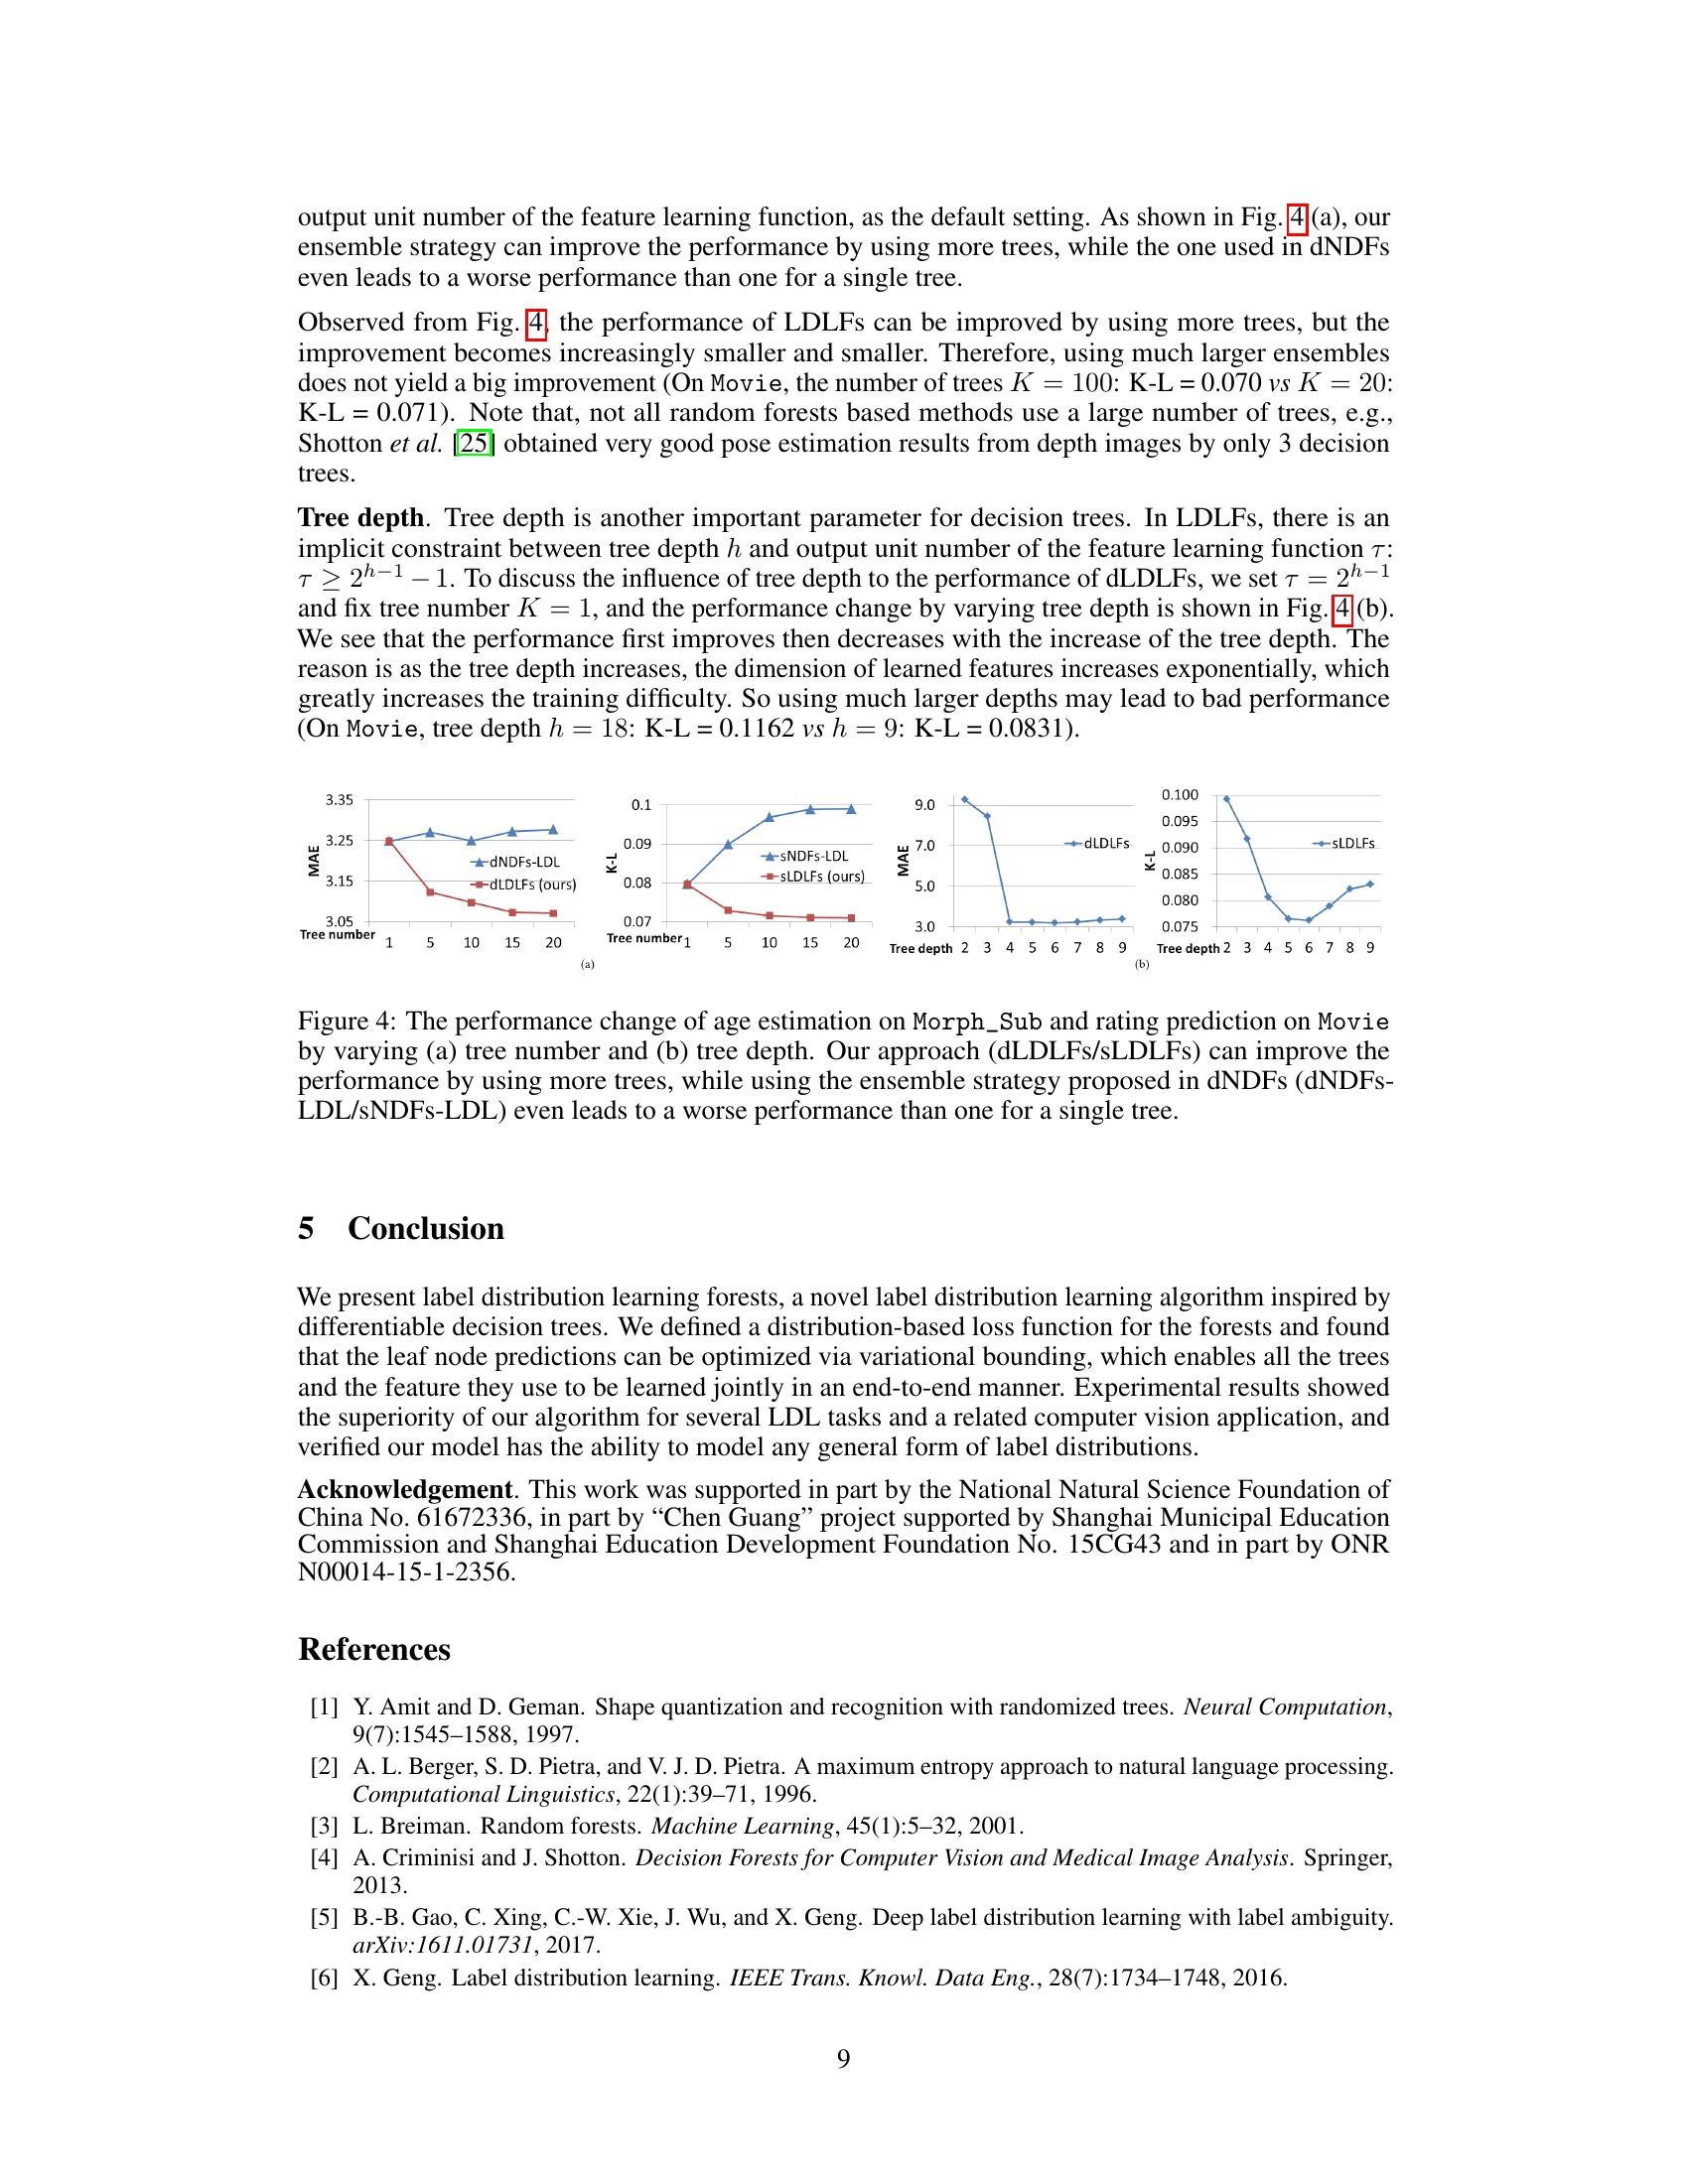 output unit number of the feature learning function, as the default setting. As shown in Fig. 4 (a), our
ensemble strategy can improve the performance by using more trees, while the one used in dNDFs
even leads to a worse performance than one for a single tree.
Observed from Fig. 4, the performance of LDLFs can be improved by using more trees, but the
improvement becomes increasingly smaller and smaller. Therefore, using much larger ensembles
does not yield a big improvement (On Movie, the number of trees K = 100: K-L = 0.070 vs K = 20:
K-L = 0.071). Note that, not all random forests based methods use a large number of trees, e.g.,
Shotton et al. [25] obtained very good pose estimation results from depth images by only 3 decision
trees.
Tree depth. Tree depth is another important parameter for decision trees. In LDLFs, there is an
implicit constraint between tree depth h and output unit number of the feature learning function τ:
τ ≥ 2^{h−1} − 1. To discuss the influence of tree depth to the performance of dLDLFs, we set τ = 2^{h−1}
and fix tree number K = 1, and the performance change by varying tree depth is shown in Fig. 4 (b).
We see that the performance first improves then decreases with the increase of the tree depth. The
reason is as the tree depth increases, the dimension of learned features increases exponentially, which
greatly increases the training difficulty. So using much larger depths may lead to bad performance
(On Movie, tree depth h = 18: K-L = 0.1162 vs h = 9: K-L = 0.0831).
MAE
3.35
3.25
3.15
3.05
dNDFs-LDL
dLDLFs (ours)
Tree number 1 5 10 15 20
K-L
0.1
0.09
0.08
0.07
sNDFs-LDL
sLDLFs (ours)
Tree number 1 5 10 15 20
(a)
MAE
9.0
7.0
5.0
3.0
dLDLFs
Tree depth 2 3 4 5 6 7 8 9
K-L
0.100
0.095
0.090
0.085
0.080
0.075
sLDLFs
Tree depth 2 3 4 5 6 7 8 9
(b)
Figure 4: The performance change of age estimation on Morph_Sub and rating prediction on Movie
by varying (a) tree number and (b) tree depth. Our approach (dLDLFs/sLDLFs) can improve the
performance by using more trees, while using the ensemble strategy proposed in dNDFs (dNDFs-
LDL/sNDFs-LDL) even leads to a worse performance than one for a single tree.
5 Conclusion
We present label distribution learning forests, a novel label distribution learning algorithm inspired by
differentiable decision trees. We defined a distribution-based loss function for the forests and found
that the leaf node predictions can be optimized via variational bounding, which enables all the trees
and the feature they use to be learned jointly in an end-to-end manner. Experimental results showed
the superiority of our algorithm for several LDL tasks and a related computer vision application, and
verified our model has the ability to model any general form of label distributions.
Acknowledgement. This work was supported in part by the National Natural Science Foundation of
China No. 61672336, in part by “Chen Guang” project supported by Shanghai Municipal Education
Commission and Shanghai Education Development Foundation No. 15CG43 and in part by ONR
N00014-15-1-2356.
References
[1] Y. Amit and D. Geman. Shape quantization and recognition with randomized trees. Neural Computation,
9(7):1545–1588, 1997.
[2] A. L. Berger, S. D. Pietra, and V. J. D. Pietra. A maximum entropy approach to natural language processing.
Computational Linguistics, 22(1):39–71, 1996.
[3] L. Breiman. Random forests. Machine Learning, 45(1):5–32, 2001.
[4] A. Criminisi and J. Shotton. Decision Forests for Computer Vision and Medical Image Analysis. Springer,
2013.
[5] B.-B. Gao, C. Xing, C.-W. Xie, J. Wu, and X. Geng. Deep label distribution learning with label ambiguity.
arXiv:1611.01731, 2017.
[6] X. Geng. Label distribution learning. IEEE Trans. Knowl. Data Eng., 28(7):1734–1748, 2016.
9